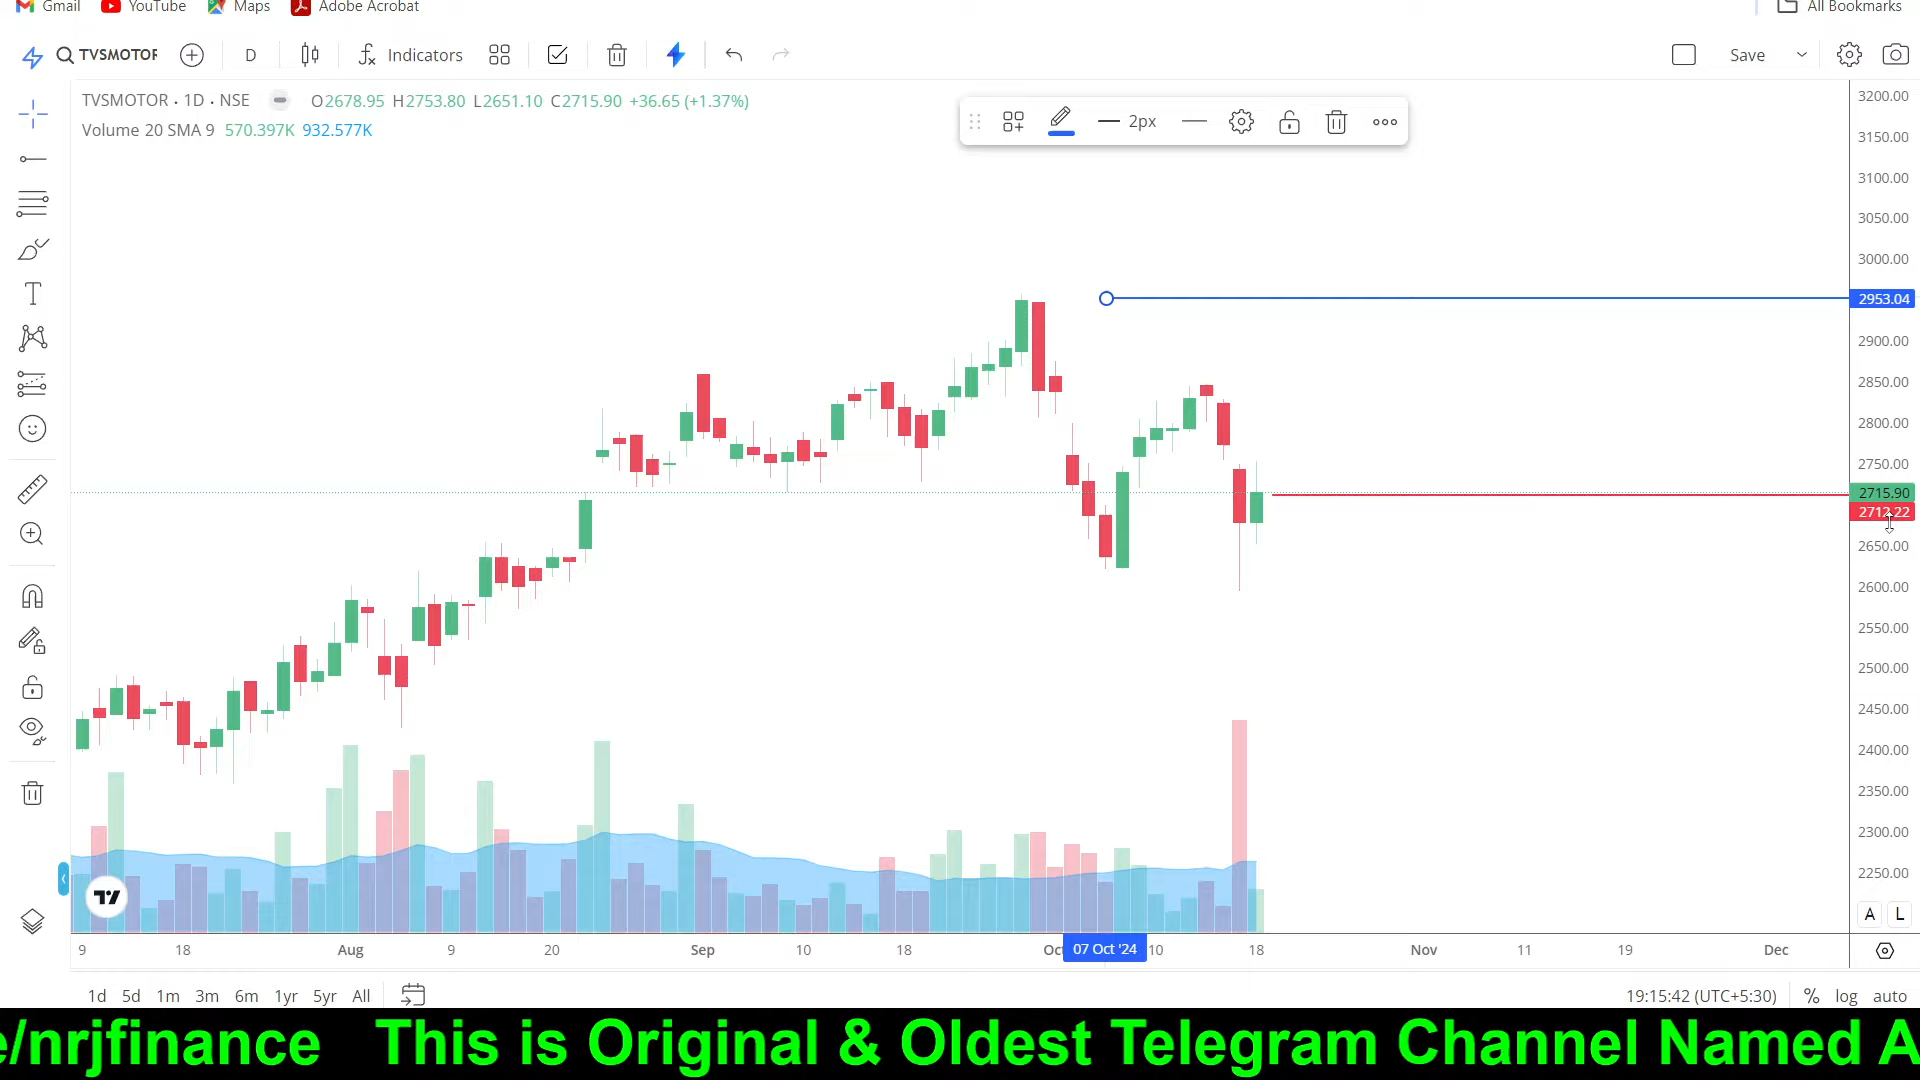 Gmail YouTube Maps Adobe Acrobat All Bookmarks
TVSMOTOR D Indicators Save
TVSMOTOR · 1D · NSE O2678.95 H2753.80 L2651.10 C2715.90 +36.65 (+1.37%)
Volume 20 SMA 9 570.397K 932.577K
2px
3200.00
3150.00
3100.00
3050.00
3000.00
2953.04
2900.00
2850.00
2800.00
2750.00
2715.90
2712.22
2650.00
2600.00
2550.00
2500.00
2450.00
2400.00
2350.00
2300.00
2250.00
A L
9 18 Aug 9 20 Sep 10 18 Oct 07 Oct '24 10 18 Nov 11 19 Dec
1d 5d 1m 3m 6m 1yr 5yr All 19:15:42 (UTC+5:30) % log auto
e/nrjfinance This is Original & Oldest Telegram Channel Named A